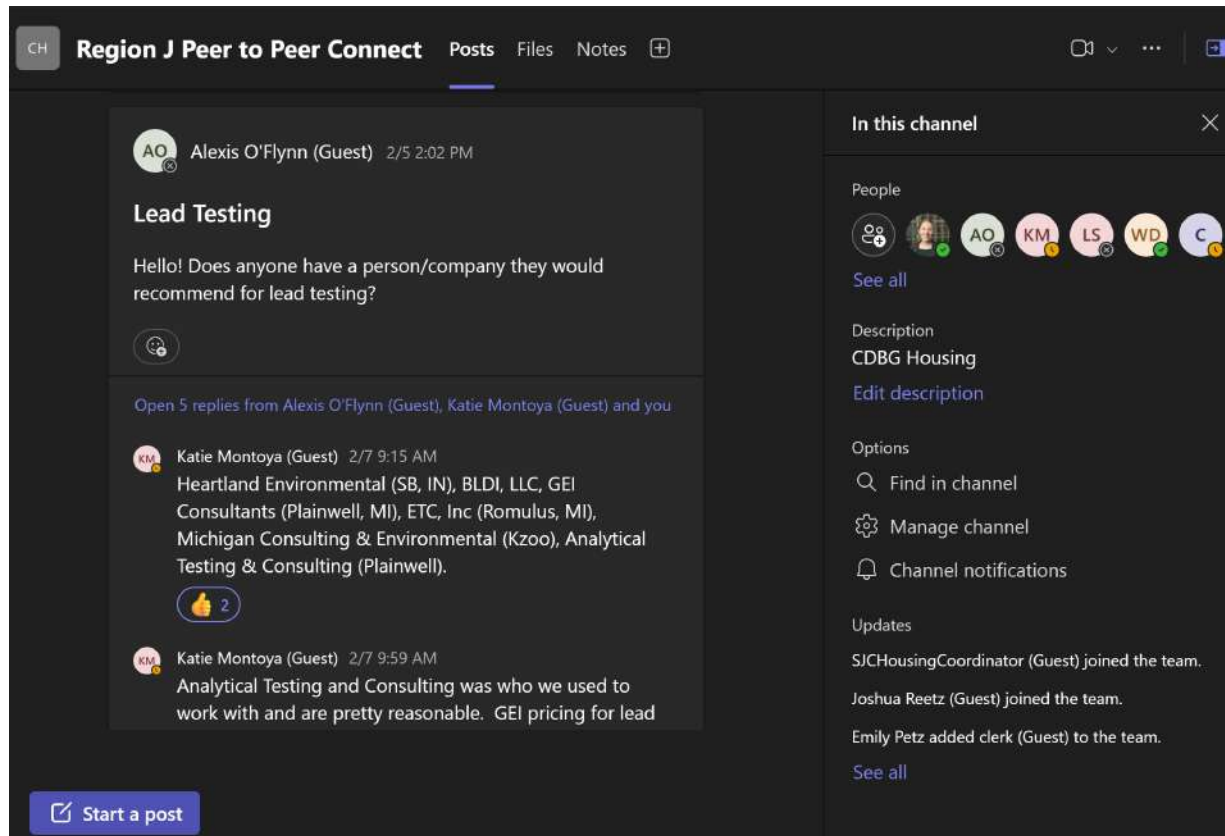 CH Region J Peer to Peer Connect Posts Files Notes
AO Alexis O'Flynn (Guest) 2/5 2:02 PM
Lead Testing
Hello! Does anyone have a person/company they would
recommend for lead testing?
Open 5 replies from Alexis O'Flynn (Guest), Katie Montoya (Guest) and you
KM Katie Montoya (Guest) 2/7 9:15 AM
Heartland Environmental (SB, IN), BLDI, LLC, GEI
Consultants (Plainwell, MI), ETC, Inc (Romulus, MI),
Michigan Consulting & Environmental (Kzoo), Analytical
Testing & Consulting (Plainwell).
👍 2
KM Katie Montoya (Guest) 2/7 9:59 AM
Analytical Testing and Consulting was who we used to
work with and are pretty reasonable. GEI pricing for lead
Start a post
In this channel
People
AO KM LS WD C
See all
Description
CDBG Housing
Edit description
Options
Find in channel
Manage channel
Channel notifications
Updates
SJCHousingCoordinator (Guest) joined the team.
Joshua Reetz (Guest) joined the team.
Emily Petz added clerk (Guest) to the team.
See all